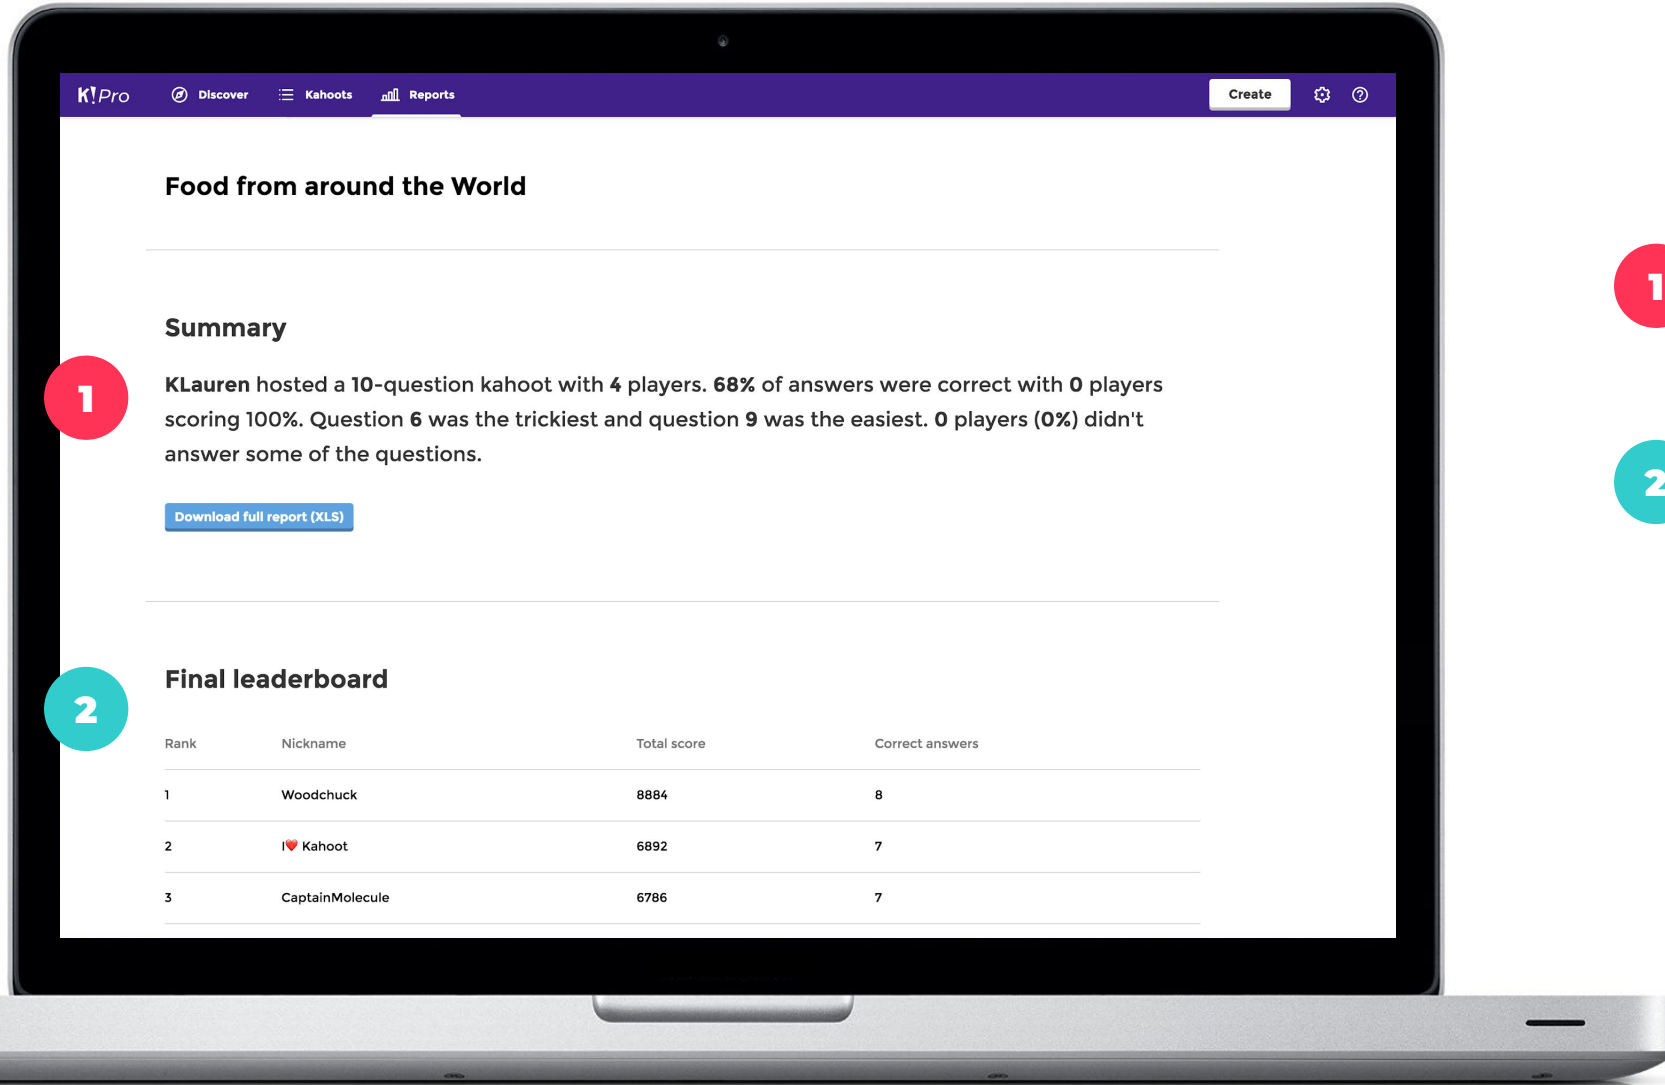 K!Pro Discover Kahoots Reports Create
Food from around the World
Summary
1
KLauren hosted a 10-question kahoot with 4 players. 68% of answers were correct with 0 players
scoring 100%. Question 6 was the trickiest and question 9 was the easiest. 0 players (0%) didn't
answer some of the questions.
Download full report (XLS)
2
Final leaderboard
Rank Nickname Total score Correct answers
1 Woodchuck 8884 8
2 I❤️ Kahoot 6892 7
3 CaptainMolecule 6786 7
1
2